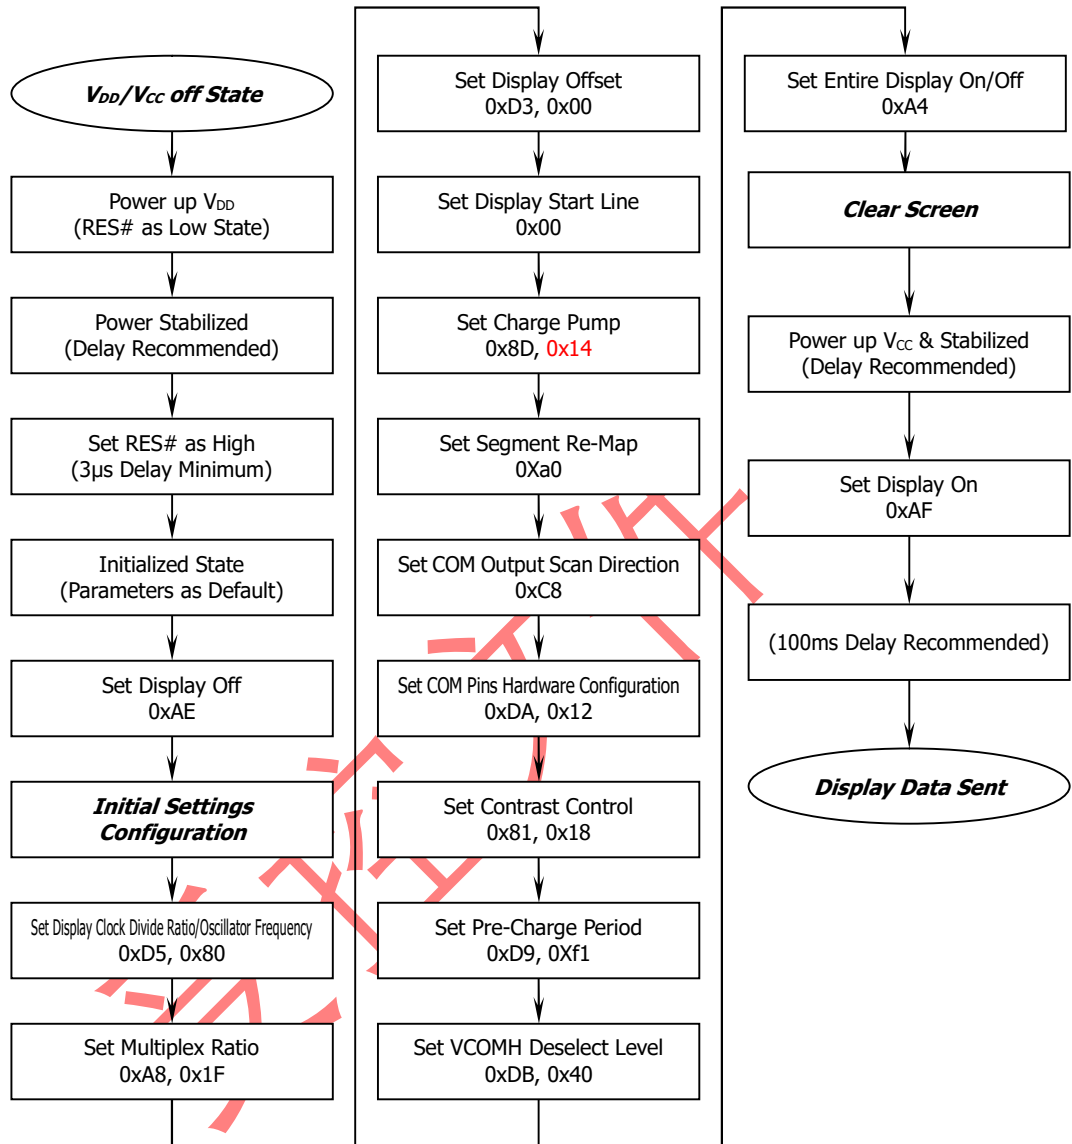 V_DD/V_CC off State
Power up V_DD
(RES# as Low State)
Power Stabilized
(Delay Recommended)
Set RES# as High
(3μs Delay Minimum)
Initialized State
(Parameters as Default)
Set Display Off
0xAE
Initial Settings
Configuration
Set Display Clock Divide Ratio/Oscillator Frequency
0xD5, 0x80
Set Multiplex Ratio
0xA8, 0x1F
Set Display Offset
0xD3, 0x00
Set Display Start Line
0x00
Set Charge Pump
0x8D, 0x14
Set Segment Re-Map
0Xa0
Set COM Output Scan Direction
0xC8
Set COM Pins Hardware Configuration
0xDA, 0x12
Set Contrast Control
0x81, 0x18
Set Pre-Charge Period
0xD9, 0Xf1
Set VCOMH Deselect Level
0xDB, 0x40
Set Entire Display On/Off
0xA4
Clear Screen
Power up V_CC & Stabilized
(Delay Recommended)
Set Display On
0xAF
(100ms Delay Recommended)
Display Data Sent